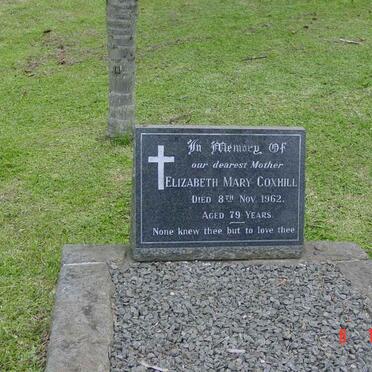 In Memory Of
our dearest Mother
ELIZABETH MARY COXHILL
DIED 8TH NOV. 1962.
AGED 79 YEARS
NONE KNEW THEE BUT TO LOVE THEE